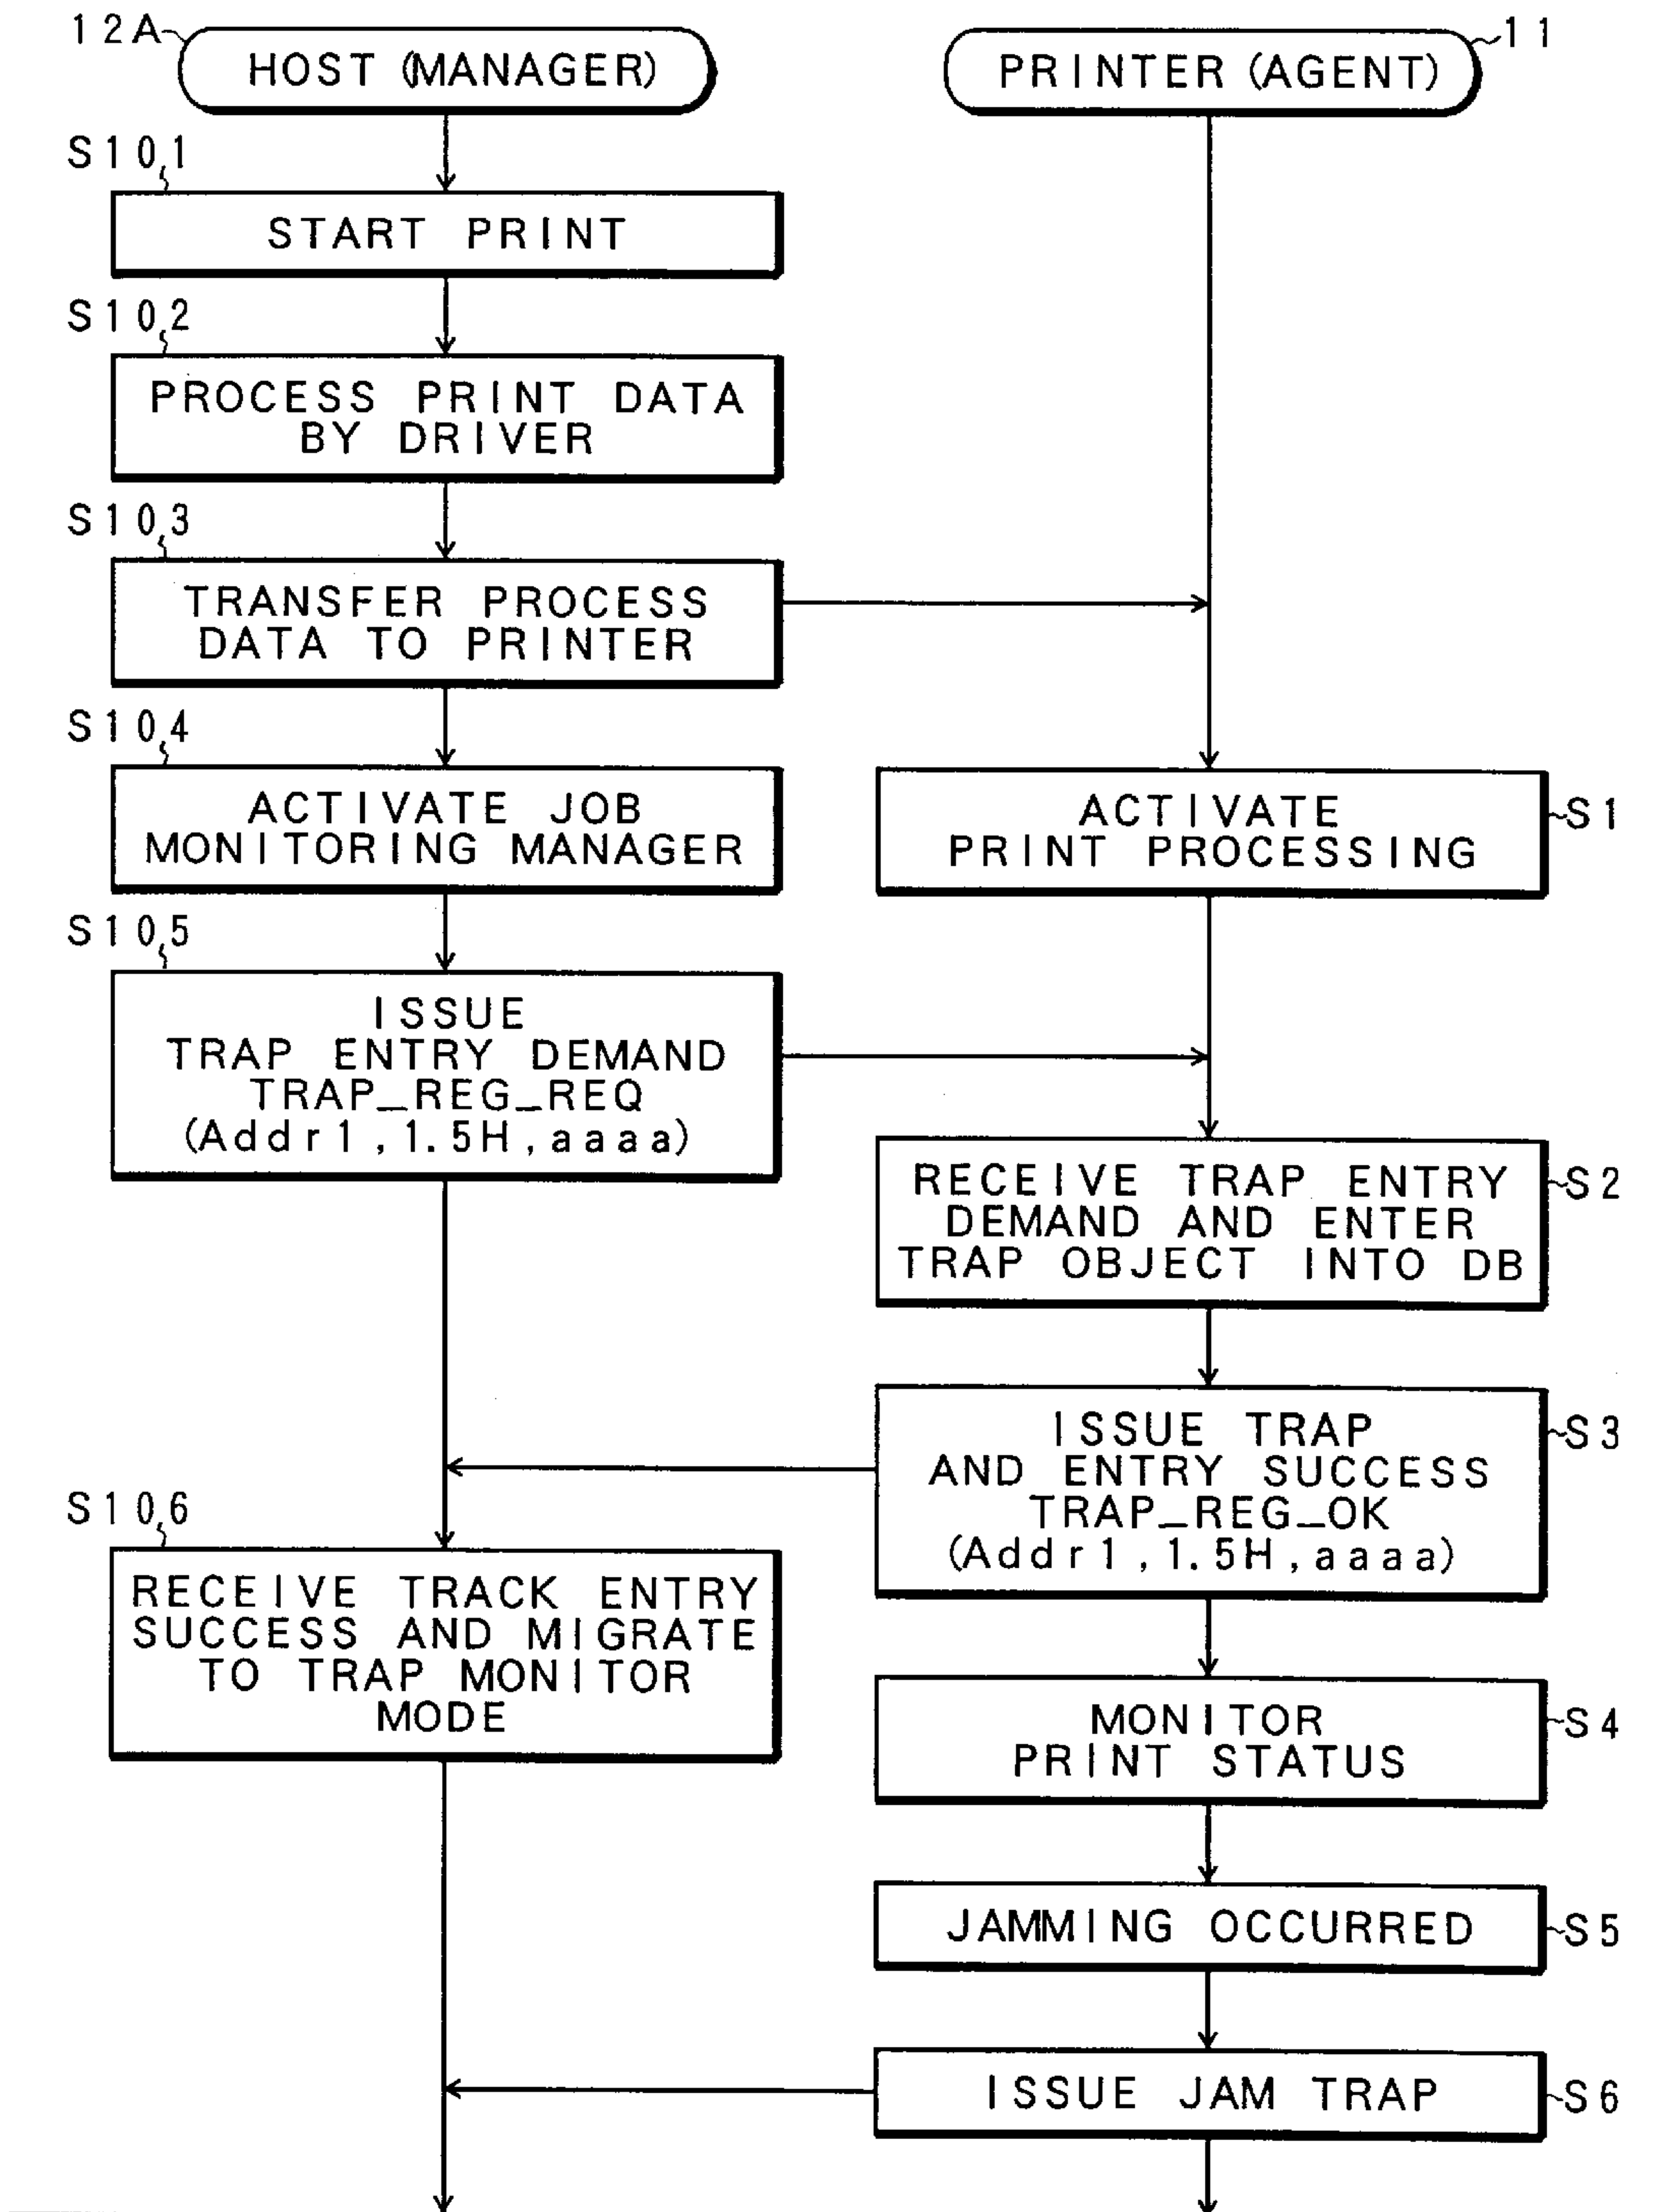 12A
HOST (MANAGER)
PRINTER (AGENT)
11
S101
START PRINT
S102
PROCESS PRINT DATA
BY DRIVER
S103
TRANSFER PROCESS
DATA TO PRINTER
S104
ACTIVATE JOB
MONITORING MANAGER
ACTIVATE
PRINT PROCESSING
S1
S105
ISSUE
TRAP ENTRY DEMAND
TRAP_REG_REQ
(Addr1,1.5H,aaaa)
RECEIVE TRAP ENTRY
DEMAND AND ENTER
TRAP OBJECT INTO DB
S2
ISSUE TRAP
AND ENTRY SUCCESS
TRAP_REG_OK
(Addr1,1.5H,aaaa)
S3
S106
RECEIVE TRACK ENTRY
SUCCESS AND MIGRATE
TO TRAP MONITOR
MODE
MONITOR
PRINT STATUS
S4
JAMMING OCCURRED
S5
ISSUE JAM TRAP
S6